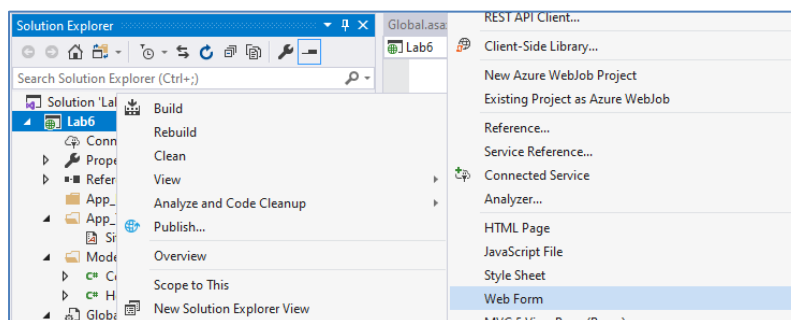 Solution Explorer
Search Solution Explorer (Ctrl+;)
Solution 'Lab
Lab6
Conn
Prope
Refer
App_
App_
Si
Mode
C# C
C# H
Globa
Build
Rebuild
Clean
View
Analyze and Code Cleanup
Publish...
Overview
Scope to This
New Solution Explorer View
Global.asa
Lab6
REST API Client...
Client-Side Library...
New Azure WebJob Project
Existing Project as Azure WebJob
Reference...
Service Reference...
Connected Service
Analyzer...
HTML Page
JavaScript File
Style Sheet
Web Form